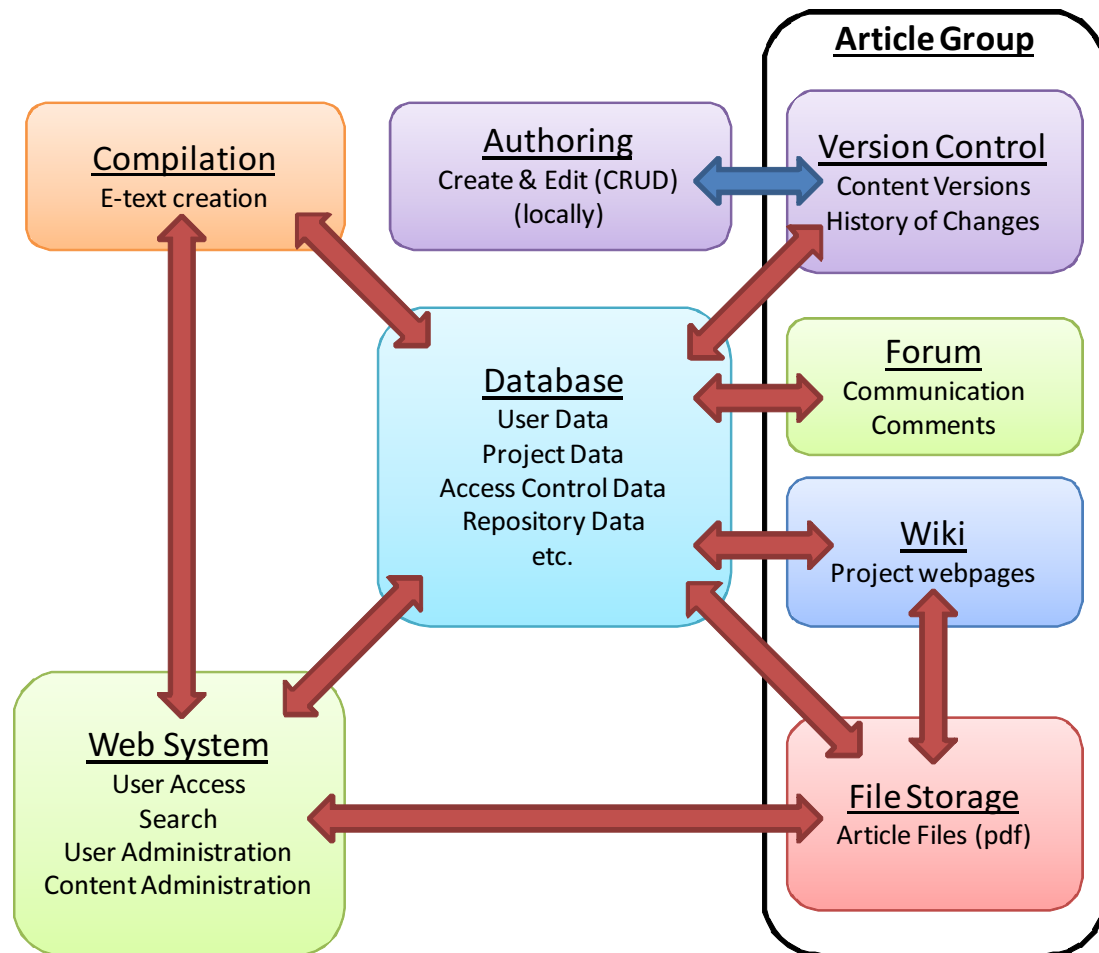 Article Group
Compilation
E-text creation
Authoring
Create & Edit (CRUD)
(locally)
Version Control
Content Versions
History of Changes
Database
User Data
Project Data
Access Control Data
Repository Data
etc.
Forum
Communication
Comments
Wiki
Project webpages
Web System
User Access
Search
User Administration
Content Administration
File Storage
Article Files (pdf)